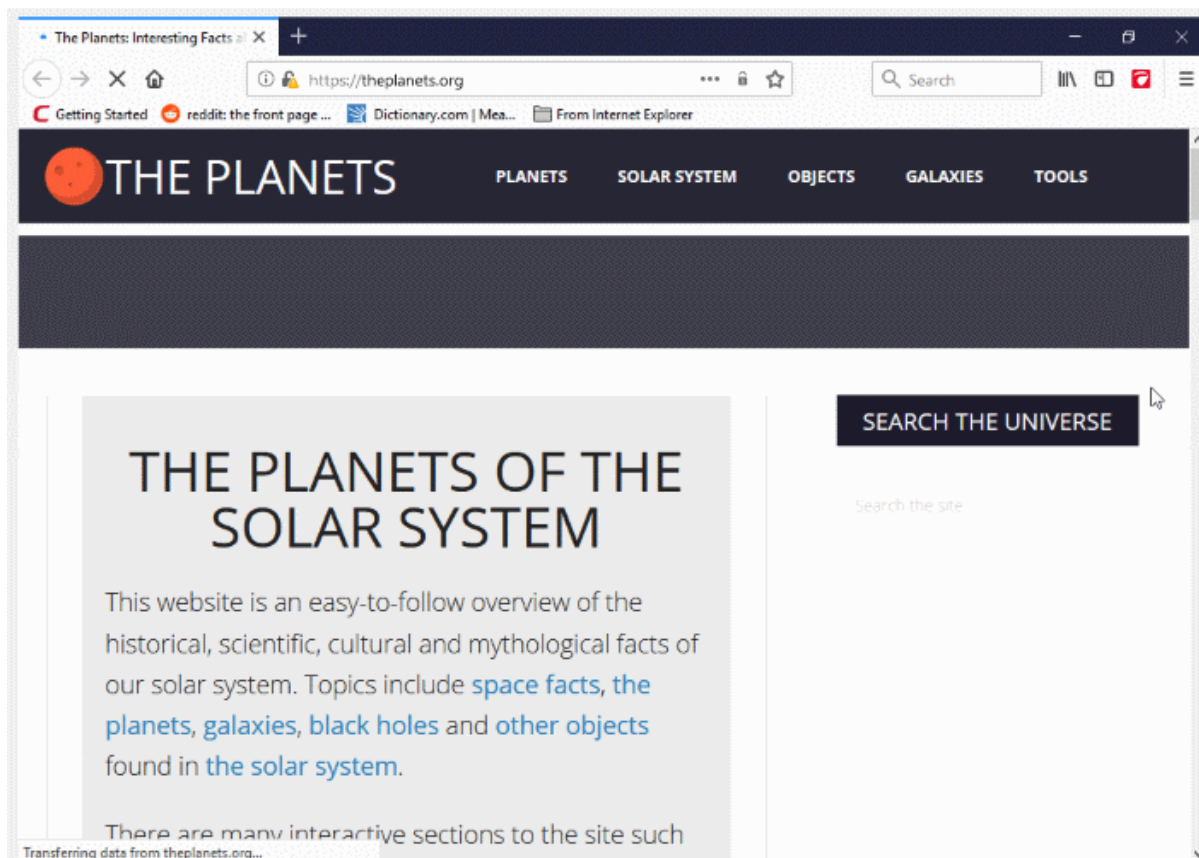 The Planets: Interesting Facts a
https://theplanets.org
Search
Getting Started reddit: the front page ... Dictionary.com | Mea... From Internet Explorer
THE PLANETS PLANETS SOLAR SYSTEM OBJECTS GALAXIES TOOLS
THE PLANETS OF THE
SOLAR SYSTEM
This website is an easy-to-follow overview of the
historical, scientific, cultural and mythological facts of
our solar system. Topics include space facts, the
planets, galaxies, black holes and other objects
found in the solar system.
There are many interactive sections to the site such
SEARCH THE UNIVERSE
Search the site
Transferring data from theplanets.org...